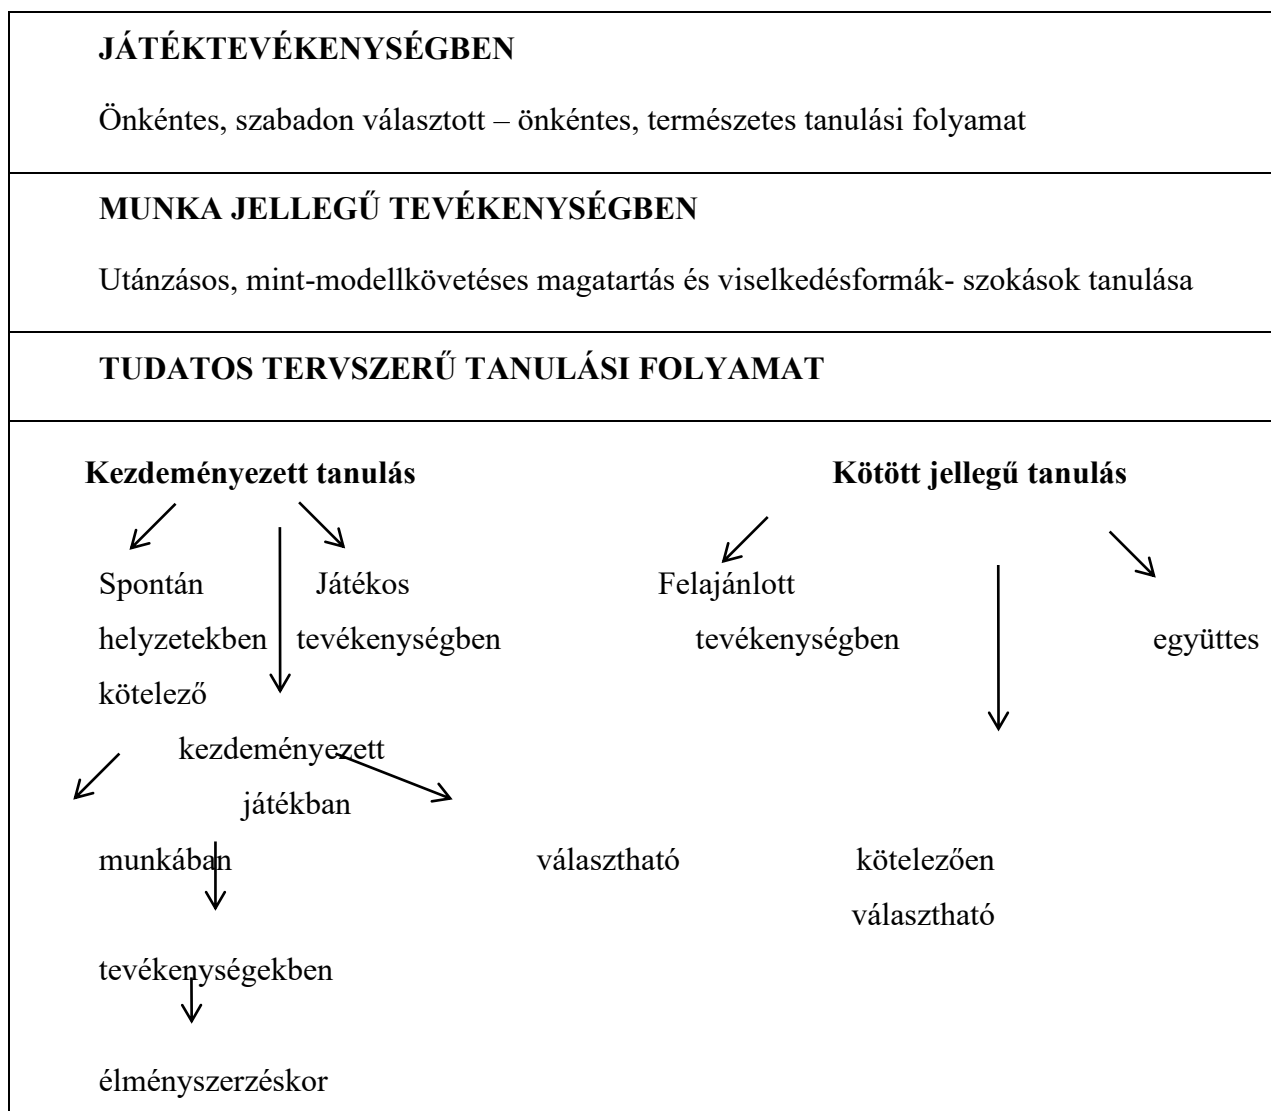 JÁTÉKTEVÉKENYSÉGBEN
Önkéntes, szabadon választott – önkéntes, természetes tanulási folyamat
MUNKA JELLEGŰ TEVÉKENYSÉGBEN
Utánzásos, mint-modellkövetéses magatartás és viselkedésformák- szokások tanulása
TUDATOS TERVSZERŰ TANULÁSI FOLYAMAT
Kezdeményezett tanulás Kötött jellegű tanulás
Spontán Játékos Felajánlott
helyzetekben tevékenységben tevékenységben együttes
kötelező
kezdeményezett
játékban
munkában választható kötelezően
választható
tevékenységekben
élményszerzéskor